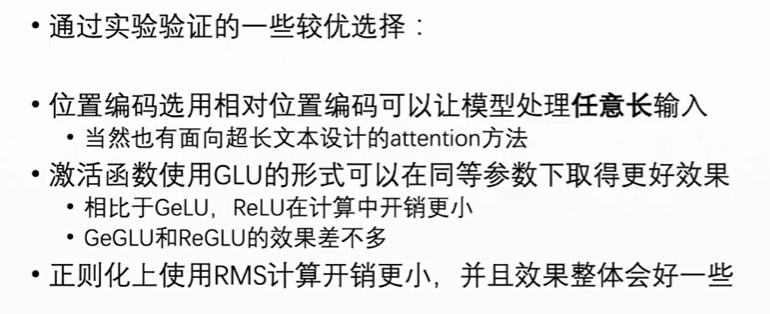 • 通过实验验证的一些较优选择：
• 位置编码选用相对位置编码可以让模型处理任意长输入
• 当然也有面向超长文本设计的attention方法
• 激活函数使用GLU的形式可以在同等参数下取得更好效果
• 相比于GeLU，ReLU在计算中开销更小
• GeGLU和ReGLU的效果差不多
• 正则化上使用RMS计算开销更小，并且效果整体会好一些